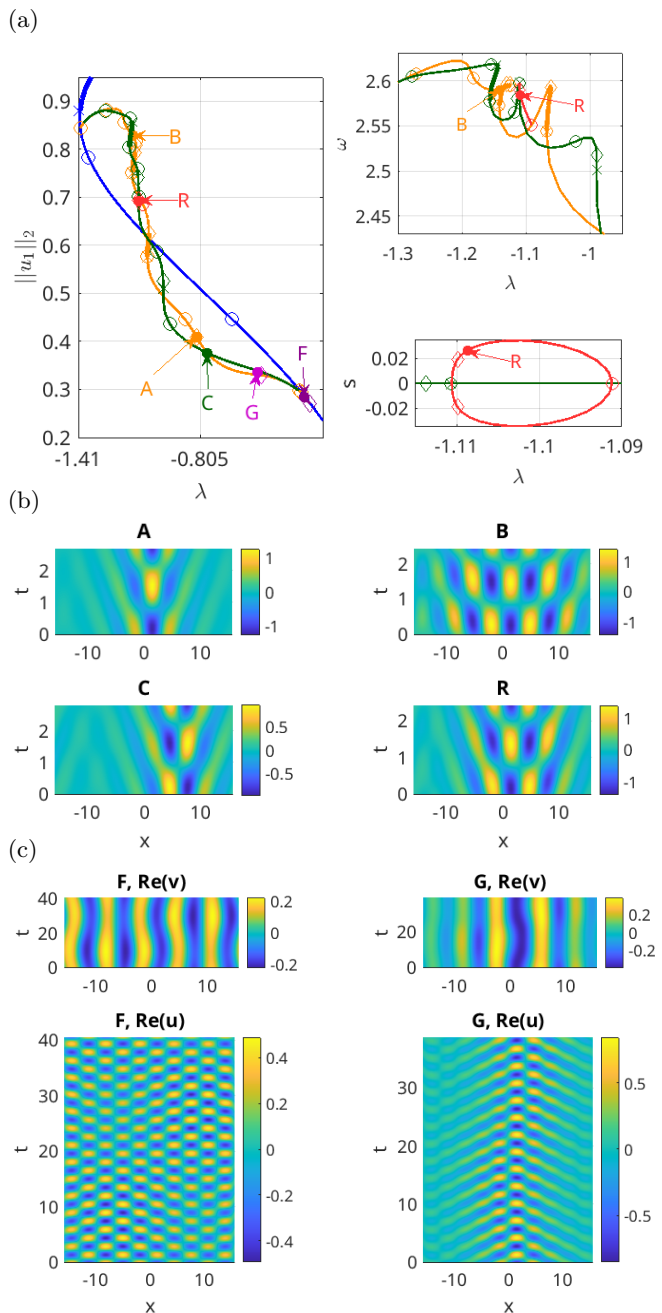 (a)
0.9
0.8
0.7
0.6
0.5
0.4
0.3
0.2
||u₁||₂
B
R
A
C
G
F
-1.41
-0.805
λ
2.6
2.55
2.5
2.45
ω
B
R
-1.3
-1.2
-1.1
-1
λ
0.02
0
-0.02
s
R
-1.11
-1.1
-1.09
λ
(b)
A
2
1
0
t
-10
0
10
1
0
-1
B
2
1
0
t
-10
0
10
1
0
-1
C
2
1
0
t
-10
0
10
x
0.5
0
-0.5
R
2
1
0
t
-10
0
10
x
1
0
-1
(c)
F, Re(v)
40
20
0
t
-10
0
10
0.2
0
-0.2
G, Re(v)
20
0
t
-10
0
10
0.2
0
-0.2
F, Re(u)
40
30
20
10
0
t
-10
0
10
x
0.4
0.2
0
-0.2
-0.4
G, Re(u)
30
20
10
0
t
-10
0
10
x
0.5
0
-0.5